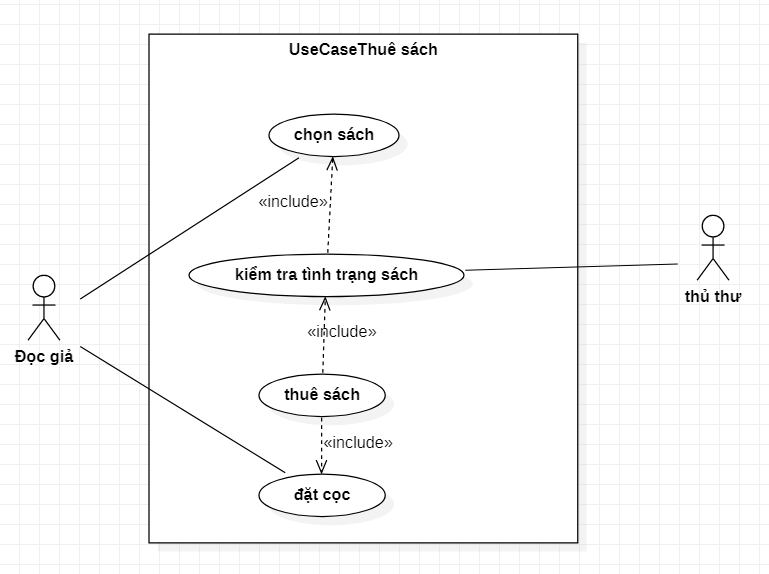 UseCaseThuê sách
chọn sách
«include»
kiểm tra tình trạng sách
thủ thư
«include»
Đọc giả
thuê sách
«include»
đặt cọc